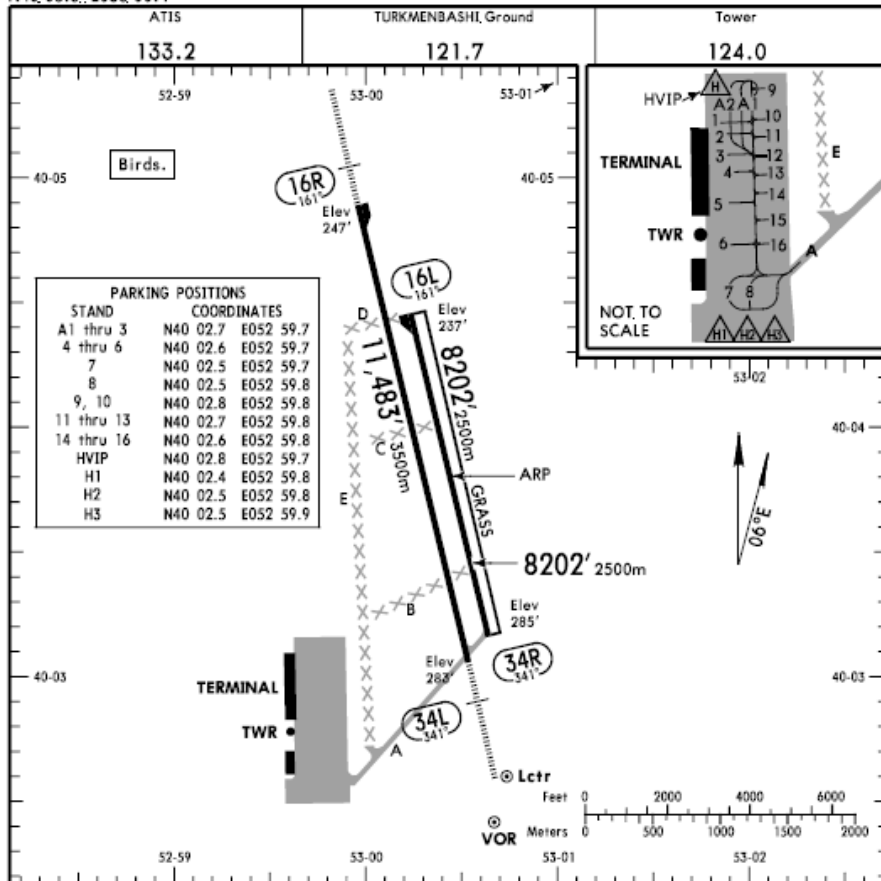 ATIS
133.2
TURKMENBASHI Ground
121.7
Tower
124.0
52-59
53-00
53-01
40-05
40-05
Birds.
16R
161°
Elev
247'
16L
161°
Elev
237'
HVIP
H
A2 A1
9
1
10
2
11
3
12
4
13
14
5
15
6
16
7
8
E
A
TERMINAL
TWR
NOT TO
SCALE
H1
H2
H3
PARKING POSITIONS
STAND COORDINATES
A1 thru 3 N40 02.7 E052 59.7
4 thru 6 N40 02.6 E052 59.7
7 N40 02.5 E052 59.7
8 N40 02.5 E052 59.8
9, 10 N40 02.8 E052 59.8
11 thru 13 N40 02.7 E052 59.8
14 thru 16 N40 02.6 E052 59.8
HVIP N40 02.8 E052 59.7
H1 N40 02.4 E052 59.8
H2 N40 02.5 E052 59.8
H3 N40 02.5 E052 59.9
D
11,483' 3500m
8202' 2500m
53-02
40-04
C
ARP
GRASS
E
06°E
8202' 2500m
B
Elev
285'
34R
341°
Elev
283'
40-03
40-03
TERMINAL
TWR
34L
341°
A
Lctr
VOR
Feet 0 2000 4000 6000
Meters 0 500 1000 1500 2000
52-59
53-00
53-01
53-02